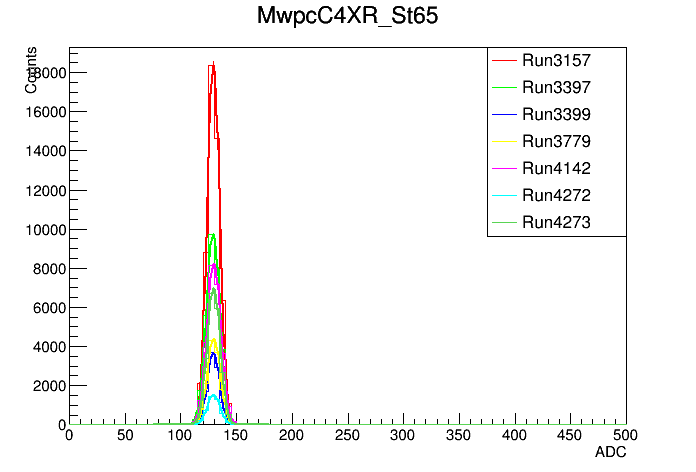 MwpcC4XR_St65
Counts
18000
16000
14000
12000
10000
8000
6000
4000
2000
0
0 50 100 150 200 250 300 350 400 450 500
ADC
Run3157
Run3397
Run3399
Run3779
Run4142
Run4272
Run4273